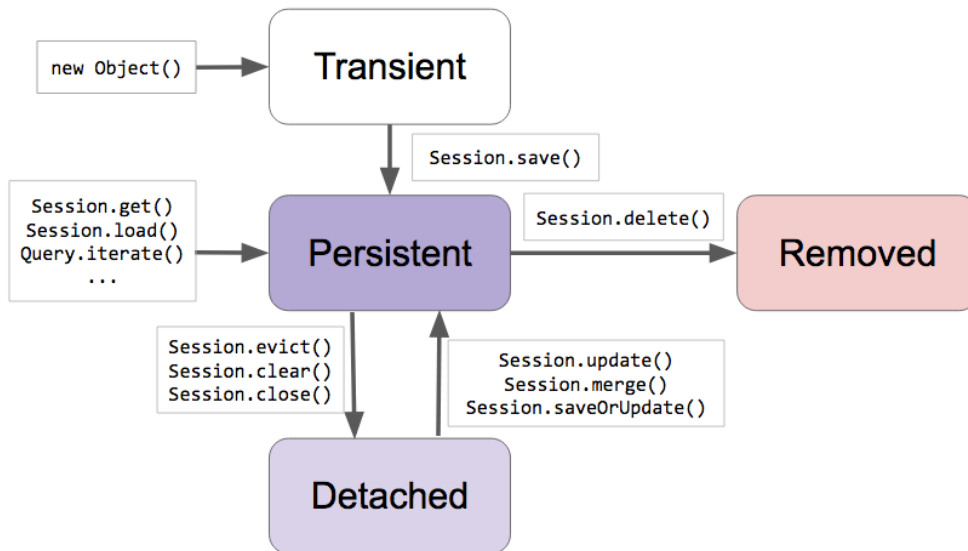 Transient
new Object()
Session.save()
Session.get()
Session.load()
Query.iterate()
...
Persistent
Session.delete()
Removed
Session.evict()
Session.clear()
Session.close()
Session.update()
Session.merge()
Session.saveOrUpdate()
Detached